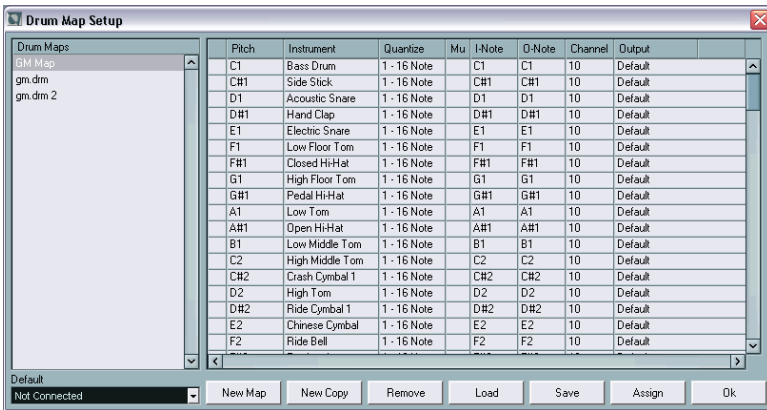 Drum Map Setup
Drum Maps
GM Map
gm.drm
gm.drm 2
Pitch Instrument Quantize Mu I-Note O-Note Channel Output
C1 Bass Drum 1 - 16 Note C1 C1 10 Default
C#1 Side Stick 1 - 16 Note C#1 C#1 10 Default
D1 Acoustic Snare 1 - 16 Note D1 D1 10 Default
D#1 Hand Clap 1 - 16 Note D#1 D#1 10 Default
E1 Electric Snare 1 - 16 Note E1 E1 10 Default
F1 Low Floor Tom 1 - 16 Note F1 F1 10 Default
F#1 Closed Hi-Hat 1 - 16 Note F#1 F#1 10 Default
G1 High Floor Tom 1 - 16 Note G1 G1 10 Default
G#1 Pedal Hi-Hat 1 - 16 Note G#1 G#1 10 Default
A1 Low Tom 1 - 16 Note A1 A1 10 Default
A#1 Open Hi-Hat 1 - 16 Note A#1 A#1 10 Default
B1 Low Middle Tom 1 - 16 Note B1 B1 10 Default
C2 High Middle Tom 1 - 16 Note C2 C2 10 Default
C#2 Crash Cymbal 1 1 - 16 Note C#2 C#2 10 Default
D2 High Tom 1 - 16 Note D2 D2 10 Default
D#2 Ride Cymbal 1 1 - 16 Note D#2 D#2 10 Default
E2 Chinese Cymbal 1 - 16 Note E2 E2 10 Default
F2 Ride Bell 1 - 16 Note F2 F2 10 Default
Default
Not Connected
New Map New Copy Remove Load Save Assign Ok